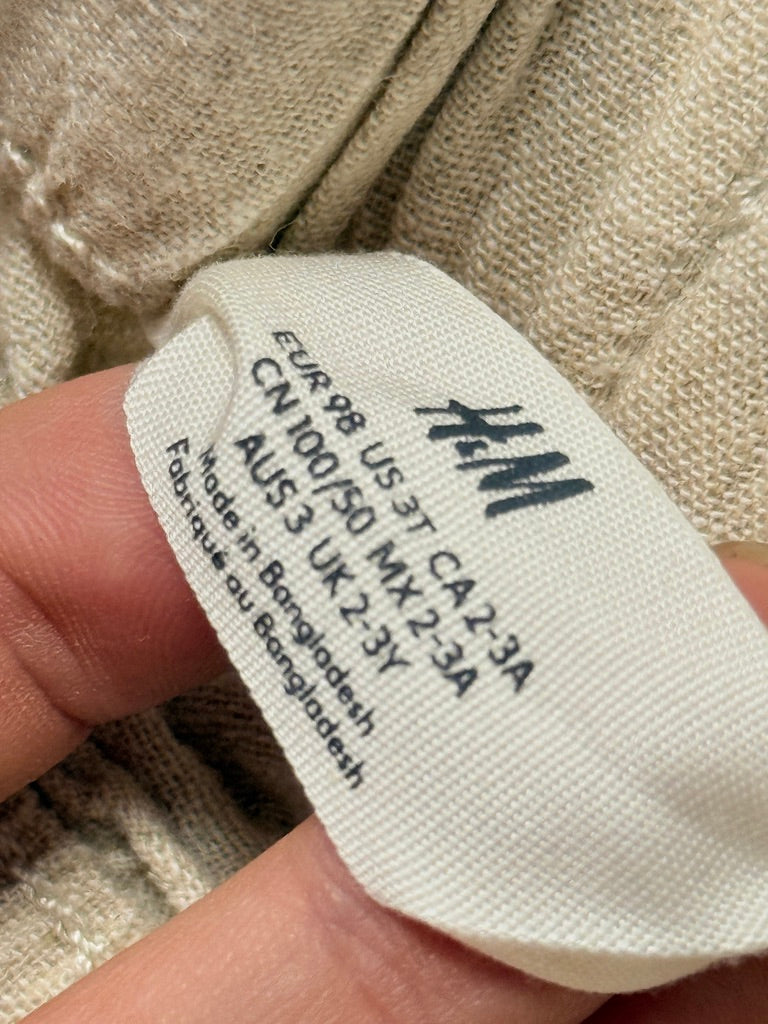 H&M
EUR 98 US 3T CA 2-3A
CN 100/50 MX 2-3A
AUS 3 UK 2-3Y
Made in Bangladesh
Fabriqué au Bangladesh